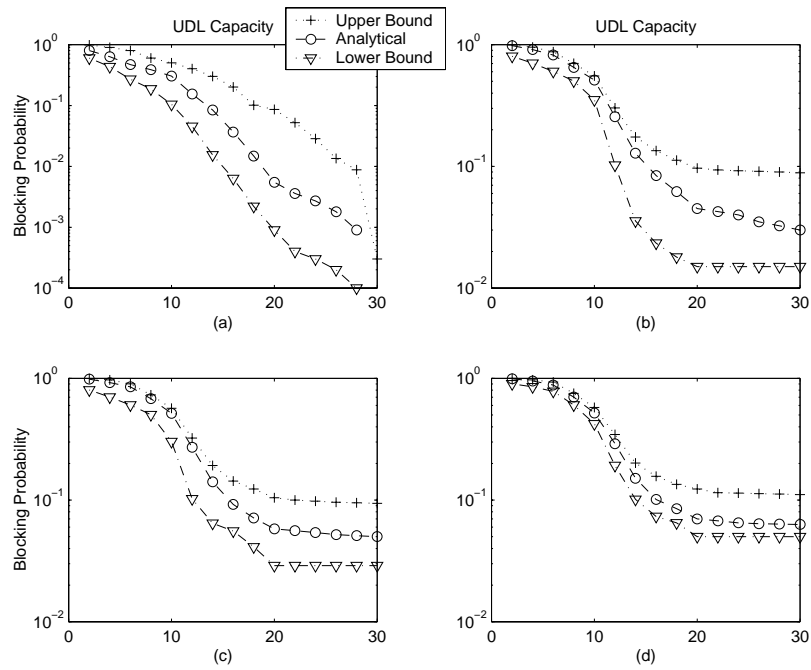 UDL Capacity
UDL Capacity
Upper Bound
Analytical
Lower Bound
Blocking Probability
10^0
10^-1
10^-2
10^-3
10^-4
0
10
20
30
(a)
10^0
10^-1
10^-2
0
10
20
30
(b)
Blocking Probability
10^0
10^-1
10^-2
0
10
20
30
(c)
10^0
10^-1
10^-2
0
10
20
30
(d)